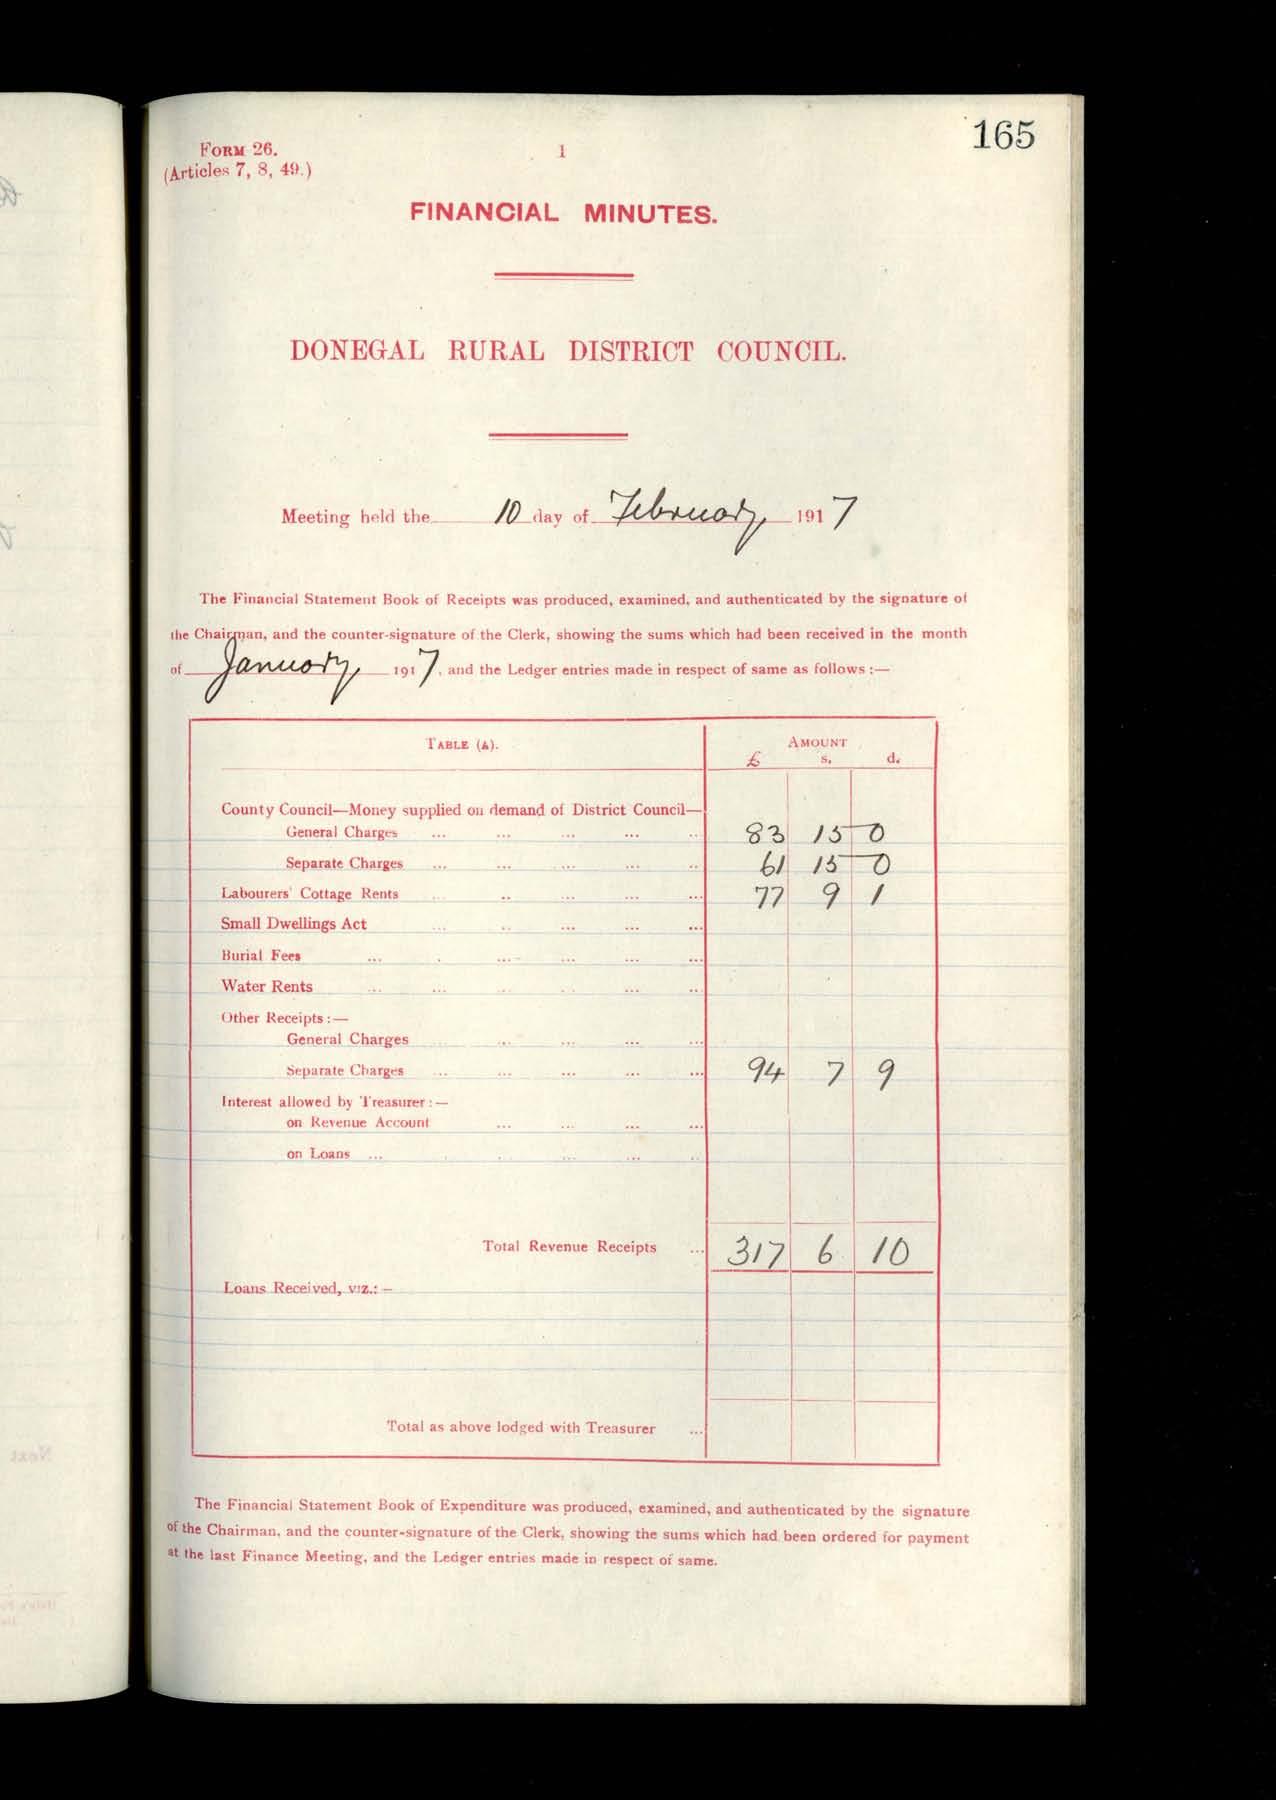 165
FORM 26.
1
(Articles 7, 8, 49.)
FINANCIAL MINUTES.
DONEGAL RURAL DISTRICT COUNCIL.
Meeting held the 10 day of February 1917
The Financial Statement Book of Receipts was produced, examined, and authenticated by the signature of
the Chairman, and the counter-signature of the Clerk, showing the sums which had been received in the month
of January 1917, and the Ledger entries made in respect of same as follows :—
TABLE (A). AMOUNT
£ s. d.
County Council—Money supplied on demand of District Council—
General Charges ... ... ... ... ... 83 15 0
Separate Charges ... ... ... ... ... 61 15 0
Labourers' Cottage Rents ... ... ... ... ... 77 9 1
Small Dwellings Act ... ... ... ... ...
Burial Fees ... ... ... ... ... ...
Water Rents ... ... ... ... ... ...
Other Receipts :—
General Charges ... ... ... ... ...
Separate Charges ... ... ... ... ... 94 7 9
Interest allowed by Treasurer :—
on Revenue Account ... ... ... ...
on Loans ... ... ... ... ... ...
Total Revenue Receipts ... 317 6 10
Loans Received, viz.: —
Total as above lodged with Treasurer ...
The Financial Statement Book of Expenditure was produced, examined, and authenticated by the signature
of the Chairman, and the counter-signature of the Clerk, showing the sums which had been ordered for payment
at the last Finance Meeting, and the Ledger entries made in respect of same.